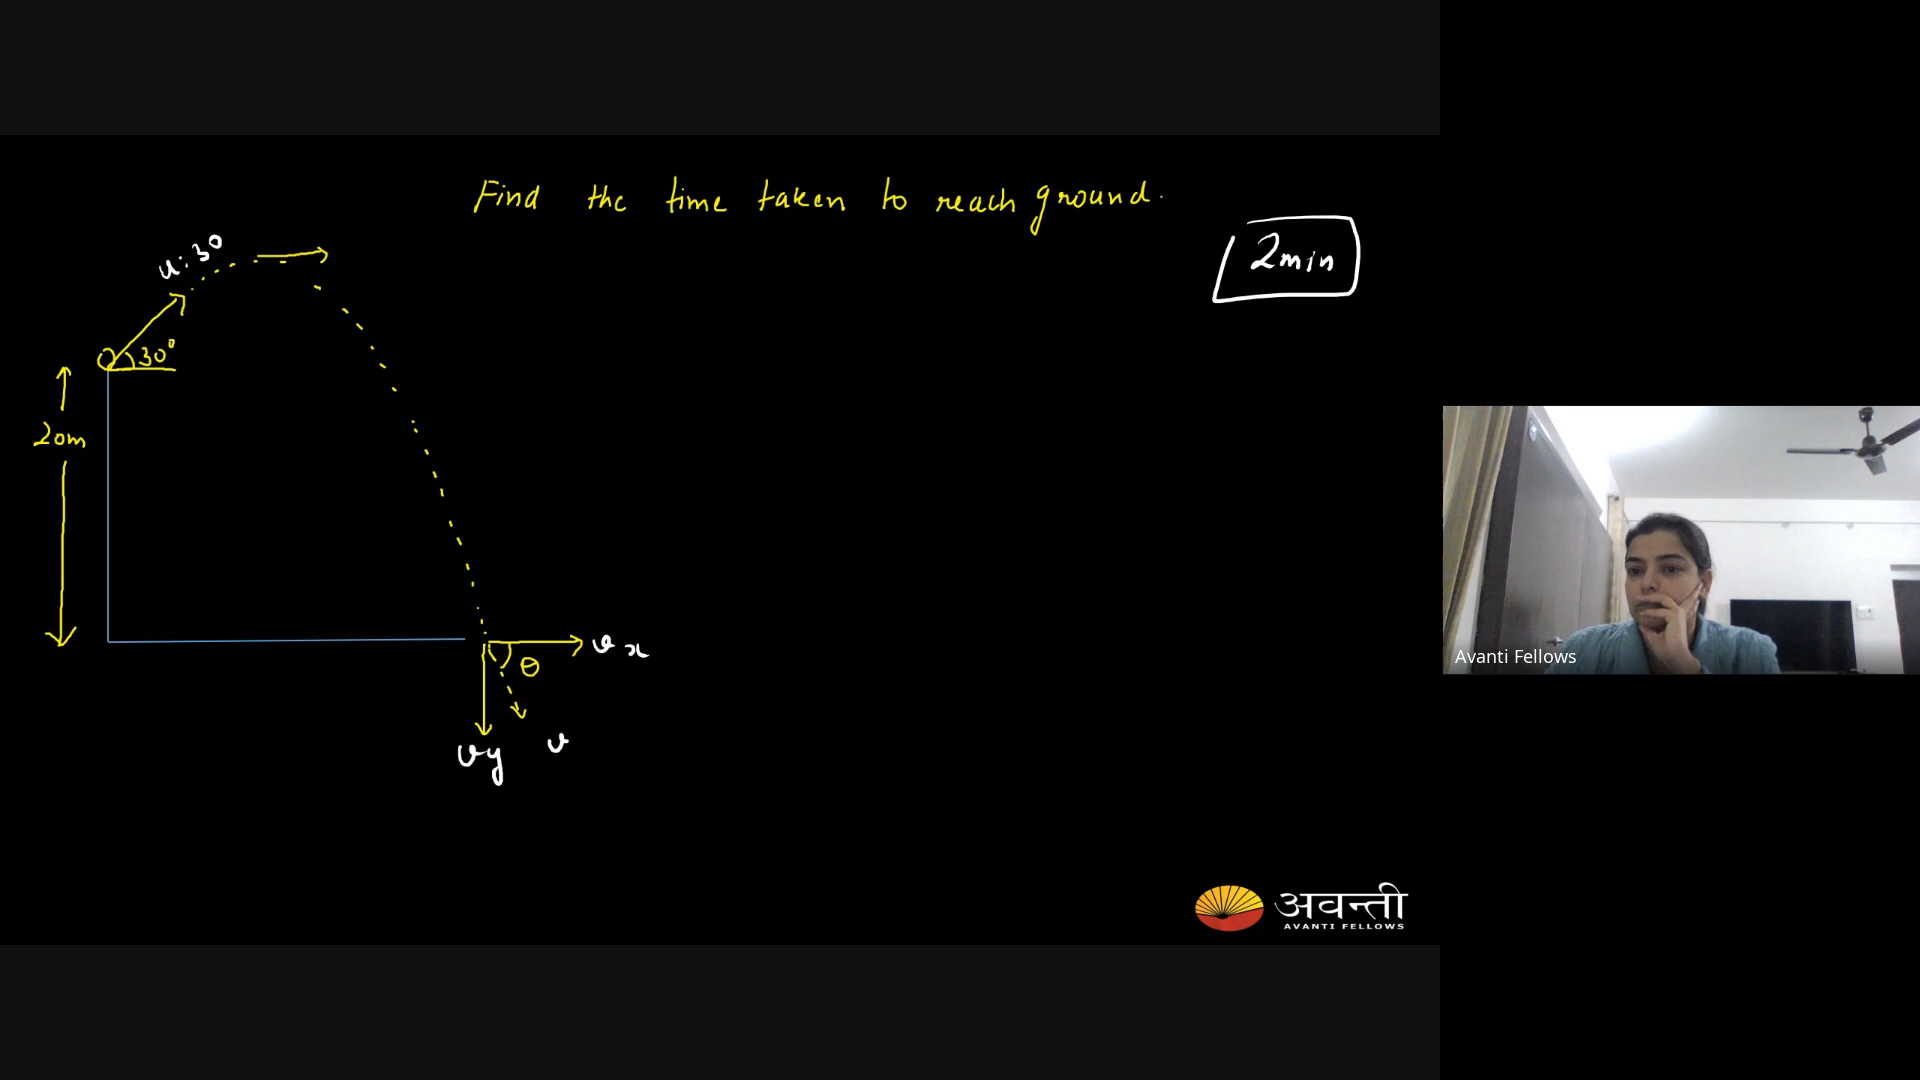 Find the time taken to reach ground.
2min
u:30
30°
20m
θ
vx
vy
v
Avanti Fellows
अवन्ती
AVANTI FELLOWS